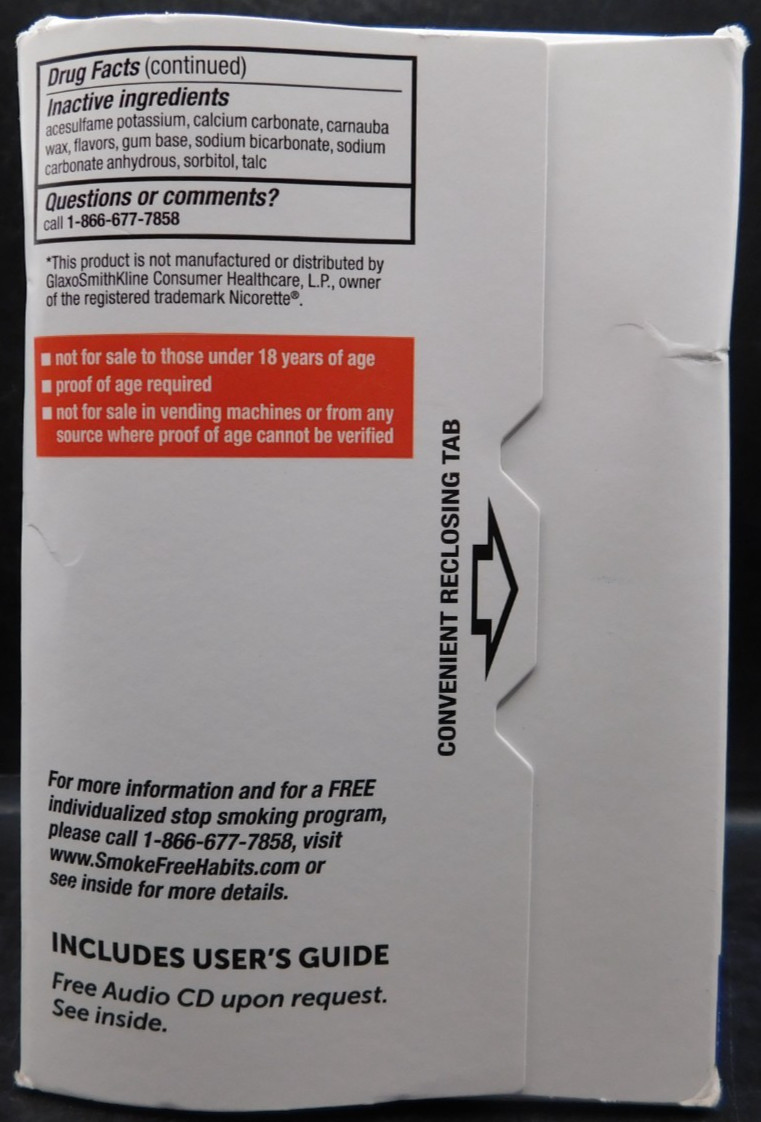 Drug Facts (continued)
Inactive ingredients
acesulfame potassium, calcium carbonate, carnauba
wax, flavors, gum base, sodium bicarbonate, sodium
carbonate anhydrous, sorbitol, talc
Questions or comments?
call 1-866-677-7858
*This product is not manufactured or distributed by
GlaxoSmithKline Consumer Healthcare, L.P., owner
of the registered trademark Nicorette®.
■ not for sale to those under 18 years of age
■ proof of age required
■ not for sale in vending machines or from any
source where proof of age cannot be verified
CONVENIENT RECLOSING TAB
For more information and for a FREE
individualized stop smoking program,
please call 1-866-677-7858, visit
www.SmokeFreeHabits.com or
see inside for more details.
INCLUDES USER'S GUIDE
Free Audio CD upon request.
See inside.